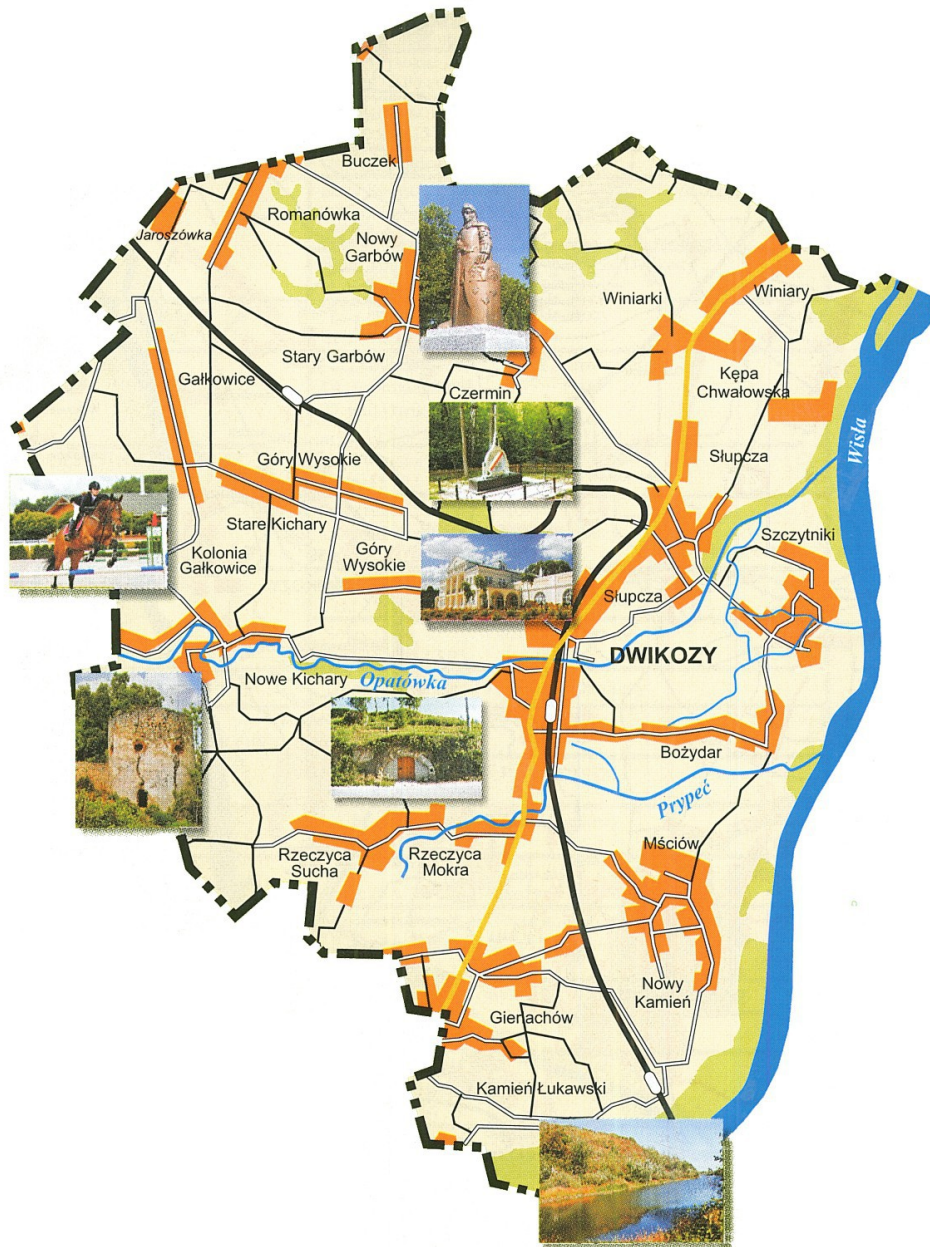 Buczek
Romanówka
Jaroszówka
Nowy
Garbów
Winiarki
Winiary
Stary Garbów
Gałkowice
Czermin
Kępa
Chwałowska
Wisła
Góry Wysokie
Słupcza
Stare Kichary
Szczytniki
Kolonia
Gałkowice
Góry
Wysokie
Słupcza
DWIKOZY
Nowe Kichary
Opatówka
Bożydar
Prypeć
Rzeczyca
Sucha
Rzeczyca
Mokra
Mściów
Nowy
Kamień
Gierlachów
Kamień Łukawski